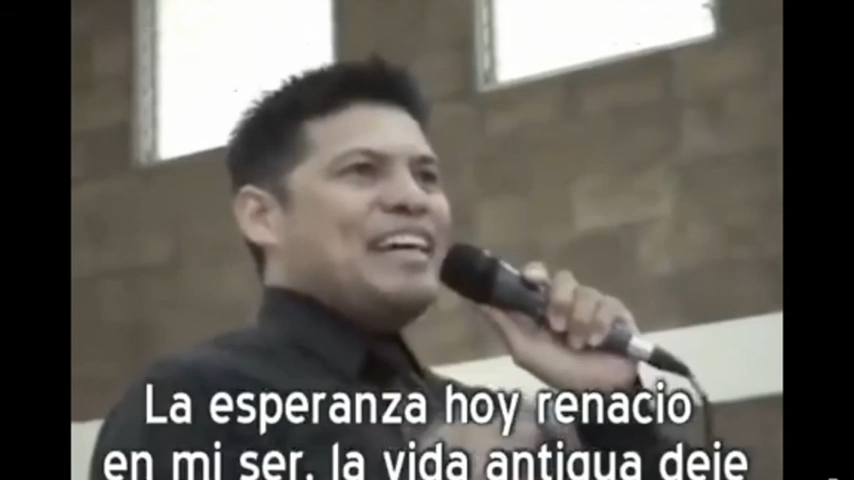 La esperanza hoy renacio
en mi ser, la vida antigua deje